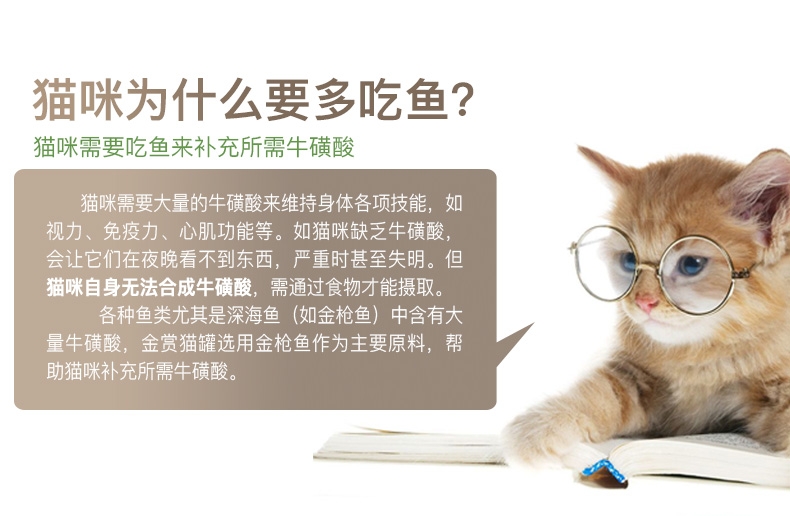 猫咪为什么要多吃鱼？
猫咪需要吃鱼来补充所需牛磺酸
猫咪需要大量的牛磺酸来维持身体各项技能，如
视力、免疫力、心肌功能等。如猫咪缺乏牛磺酸，
会让它们在夜晚看不到东西，严重时甚至失明。但
猫咪自身无法合成牛磺酸，需通过食物才能摄取。
各种鱼类尤其是深海鱼（如金枪鱼）中含有大
量牛磺酸，金赏猫罐选用金枪鱼作为主要原料，帮
助猫咪补充所需牛磺酸。